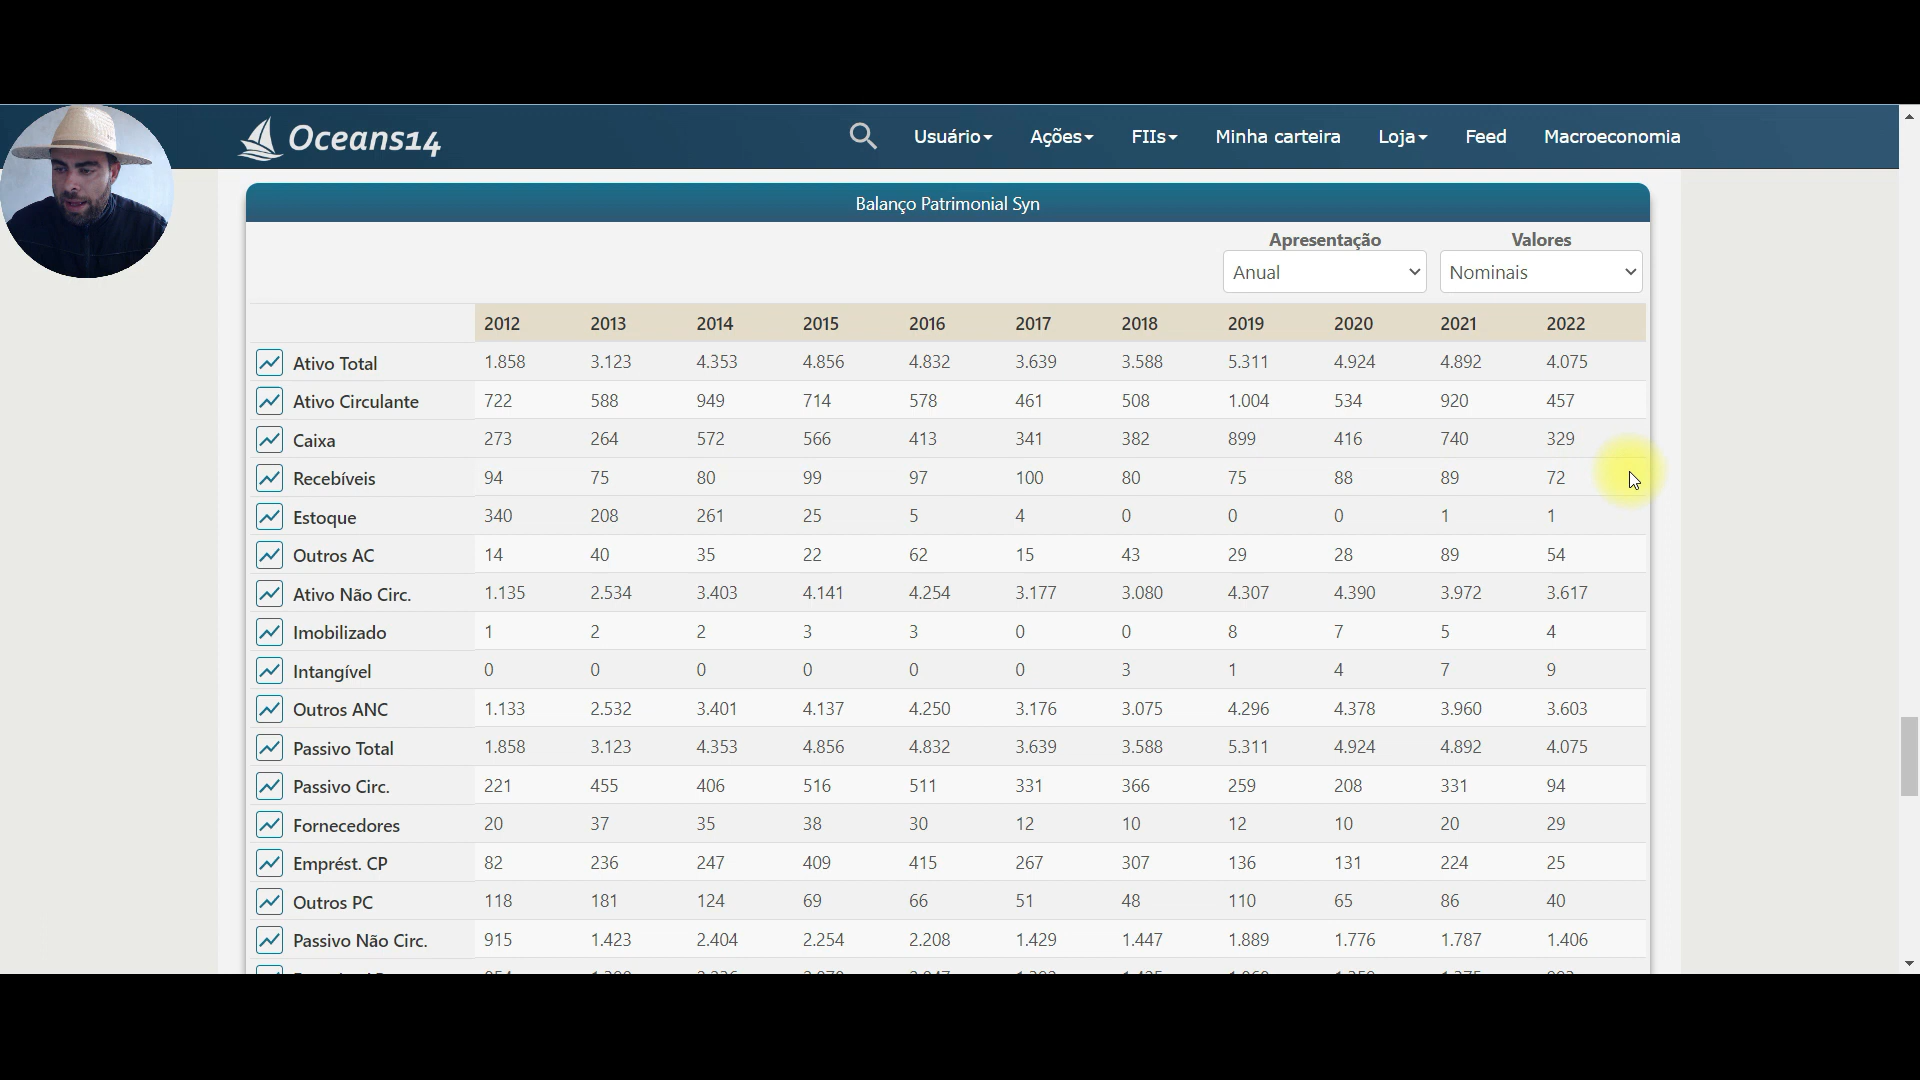 Oceans14 Usuário Ações FIIs Minha carteira Loja Feed Macroeconomia
Balanço Patrimonial Syn
Apresentação Valores
Anual Nominais
2012 2013 2014 2015 2016 2017 2018 2019 2020 2021 2022
Ativo Total 1.858 3.123 4.353 4.856 4.832 3.639 3.588 5.311 4.924 4.892 4.075
Ativo Circulante 722 588 949 714 578 461 508 1.004 534 920 457
Caixa 273 264 572 566 413 341 382 899 416 740 329
Recebíveis 94 75 80 99 97 100 80 75 88 89 72
Estoque 340 208 261 25 5 4 0 0 0 1 1
Outros AC 14 40 35 22 62 15 43 29 28 89 54
Ativo Não Circ. 1.135 2.534 3.403 4.141 4.254 3.177 3.080 4.307 4.390 3.972 3.617
Imobilizado 1 2 2 3 3 0 0 8 7 5 4
Intangível 0 0 0 0 0 0 3 1 4 7 9
Outros ANC 1.133 2.532 3.401 4.137 4.250 3.176 3.075 4.296 4.378 3.960 3.603
Passivo Total 1.858 3.123 4.353 4.856 4.832 3.639 3.588 5.311 4.924 4.892 4.075
Passivo Circ. 221 455 406 516 511 331 366 259 208 331 94
Fornecedores 20 37 35 38 30 12 10 12 10 20 29
Emprést. CP 82 236 247 409 415 267 307 136 131 224 25
Outros PC 118 181 124 69 66 51 48 110 65 86 40
Passivo Não Circ. 915 1.423 2.404 2.254 2.208 1.429 1.447 1.889 1.776 1.787 1.406